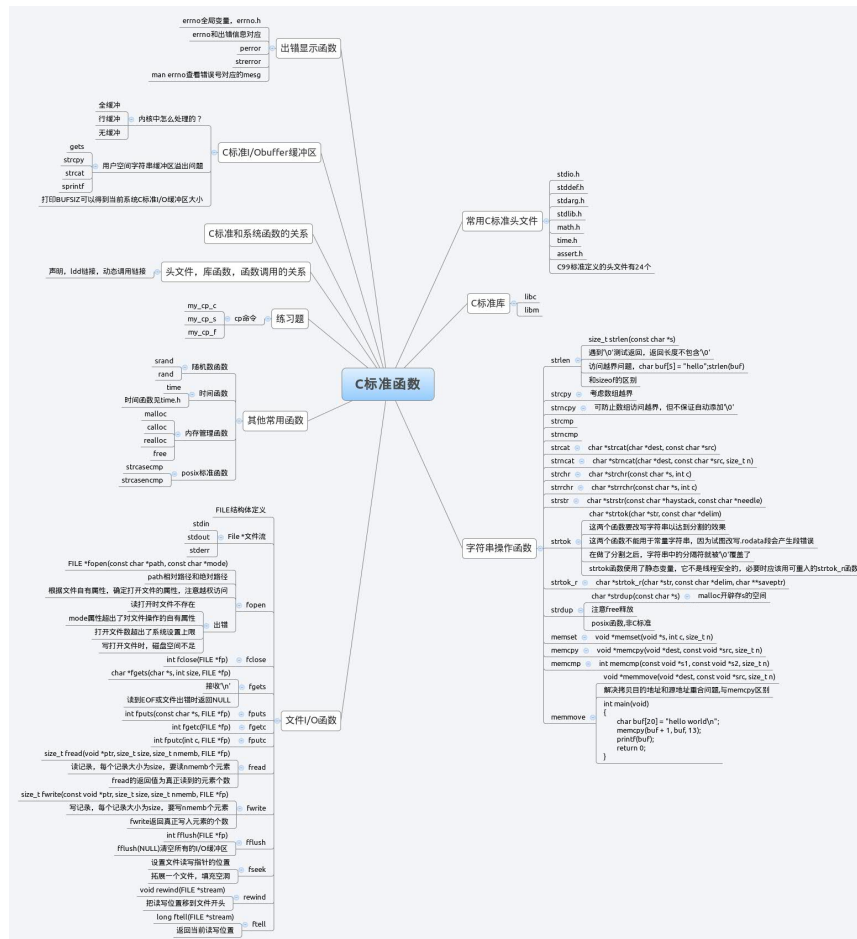 errno全局变量，errno.h
errno和出错信息对应
perror
strerror
man errno查看错误号对应的mesg
出错显示函数
全缓冲
行缓冲
无缓冲
内核中怎么处理的？
gets
strcpy
strcat
sprintf
用户空间字符串缓冲区溢出问题
打印BUFSIZ可以得到当前系统C标准I/O缓冲区大小
C标准I/Obuffer缓冲区
C标准和系统函数的关系
声明，ldd链接，动态调用链接
头文件，库函数，函数调用的关系
my_cp_c
my_cp_s
my_cp_f
cp命令
练习题
srand
rand
随机数函数
time
时间函数见time.h
时间函数
malloc
calloc
realloc
free
内存管理函数
strcasecmp
strcasencmp
posix标准函数
其他常用函数
FILE结构体定义
stdin
stdout
stderr
File *文件流
FILE *fopen(const char *path, const char *mode)
path相对路径和绝对路径
根据文件自有属性，确定打开文件的属性，注意越权访问
读打开时文件不存在
mode属性超出了对文件操作的自有属性
打开文件数超出了系统设置上限
写打开文件时，磁盘空间不足
出错
fopen
int fclose(FILE *fp)
fclose
char *fgets(char *s, int size, FILE *fp)
接收'\n'
读到EOF或文件出错时返回NULL
fgets
int fputs(const char *s, FILE *fp)
fputs
int fgetc(FILE *fp)
fgetc
int fputc(int c, FILE *fp)
fputc
size_t fread(void *ptr, size_t size, size_t nmemb, FILE *fp)
读记录，每个记录大小为size，要读nmemb个元素
fread的返回值为真正读到的元素个数
fread
size_t fwrite(const void *ptr, size_t size, size_t nmemb, FILE *fp)
写记录，每个记录大小为size，要写nmemb个元素
fwrite返回真正写入元素的个数
fwrite
int fflush(FILE *fp)
fflush(NULL)清空所有的I/O缓冲区
fflush
设置文件读写指针的位置
拓展一个文件，填充空洞
fseek
void rewind(FILE *stream)
把读写位置移到文件开头
rewind
long ftell(FILE *stream)
返回当前读写位置
ftell
文件I/O函数
C标准函数
常用C标准头文件
stdio.h
stddef.h
stdarg.h
stdlib.h
math.h
time.h
assert.h
C99标准定义的头文件有24个
C标准库
libc
libm
字符串操作函数
strlen
size_t strlen(const char *s)
遇到'\0'测试返回，返回长度不包含'\0'
访问越界问题，char buf[5] = "hello";strlen(buf)
和sizeof的区别
strcpy
考虑数组越界
strncpy
可防止数组访问越界，但不保证自动添加'\0'
strcmp
strncmp
strcat
char *strcat(char *dest, const char *src)
strncat
char *strncat(char *dest, const char *src, size_t n)
strchr
char *strchr(const char *s, int c)
strrchr
char *strrchr(const char *s, int c)
strstr
char *strstr(const char *haystack, const char *needle)
strtok
char *strtok(char *str, const char *delim)
这两个函数要改写字符串以达到分割的效果
这两个函数不能用于常量字符串，因为试图改写.rodata段会产生段错误
在做了分割之后，字符串中的分隔符就被'\0'覆盖了
strtok函数使用了静态变量，它不是线程安全的，必要时应该用可重入的strtok_n函数
strtok_r
char *strtok_r(char *str, const char *delim, char **saveptr)
strdup
char *strdup(const char *s)
malloc开辟存s的空间
注意free释放
posix函数,非C标准
memset
void *memset(void *s, int c, size_t n)
memcpy
void *memcpy(void *dest, const void *src, size_t n)
memcmp
int memcmp(const void *s1, const void *s2, size_t n)
memmove
void *memmove(void *dest, const void *src, size_t n)
解决拷贝目的地址和源地址重合问题,与memcpy区别
int main(void)
{
char buf[20] = "hello world\n";
memcpy(buf + 1, buf, 13);
printf(buf);
return 0;
}